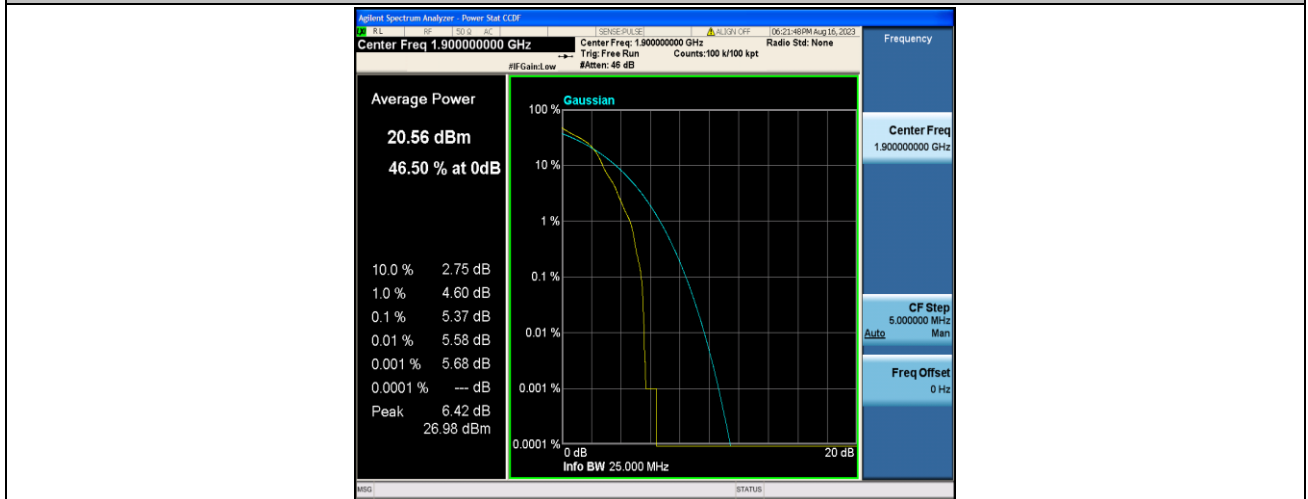 Agilent Spectrum Analyzer - Power Stat CCDF
RL RF 50 Ω AC SENSE:PULSE ALIGN OFF 06:21:48PM Aug 16, 2023
Center Freq 1.900000000 GHz
Center Freq: 1.900000000 GHz Radio Std: None
Trig: Free Run Counts:100 k/100 kpt
#IFGain:Low #Atten: 46 dB
Frequency
Average Power
20.56 dBm
46.50 % at 0dB
10.0 % 2.75 dB
1.0 % 4.60 dB
0.1 % 5.37 dB
0.01 % 5.58 dB
0.001 % 5.68 dB
0.0001 % --- dB
Peak 6.42 dB
26.98 dBm
Gaussian
100 %
10 %
1 %
0.1 %
0.01 %
0.001 %
0.0001 %
0 dB 20 dB
Info BW 25.000 MHz
Center Freq
1.900000000 GHz
CF Step
5.000000 MHz
Auto Man
Freq Offset
0 Hz
MSG STATUS